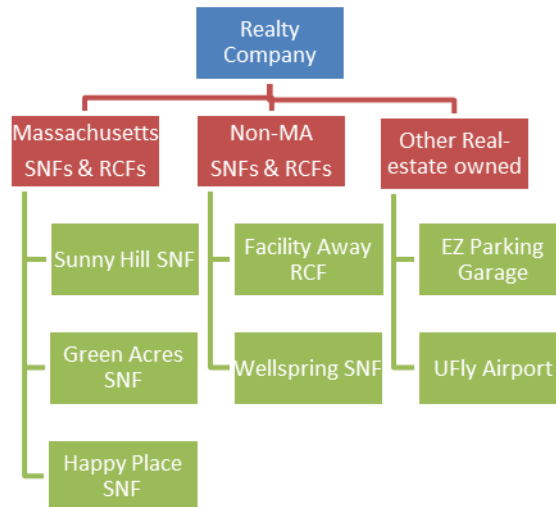 Realty
Company
Massachusetts
SNFs & RCFs
Non-MA
SNFs & RCFs
Other Real-
estate owned
Sunny Hill SNF
Green Acres
SNF
Happy Place
SNF
Facility Away
RCF
Wellspring SNF
EZ Parking
Garage
UFly Airport